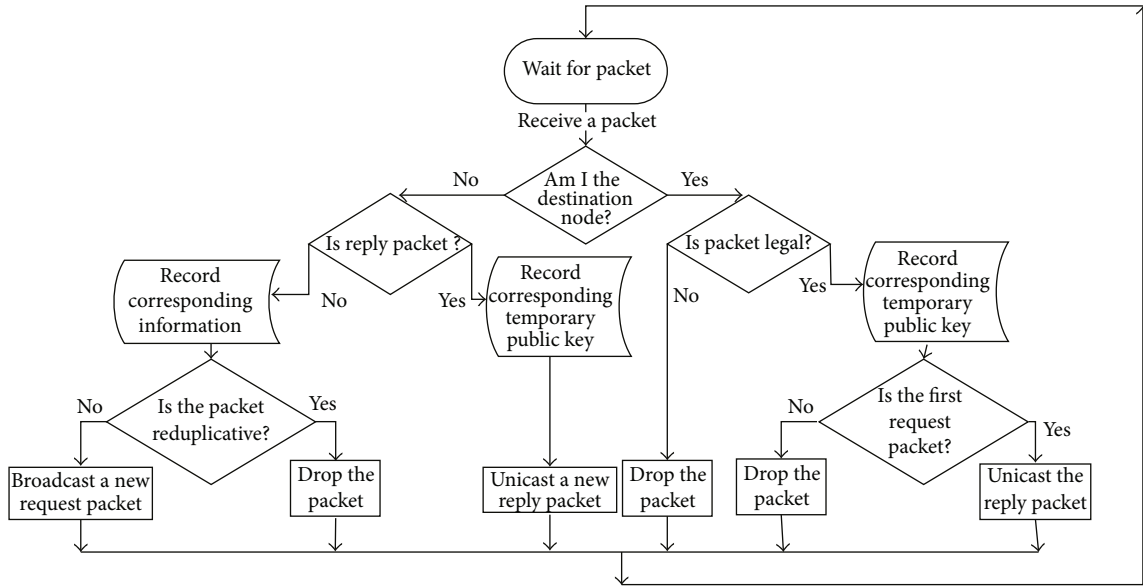 Wait for packet
Receive a packet
No
Am I the
destination
node?
Yes
Is reply packet ?
Is packet legal?
Record
corresponding
information
No
Yes
Record
corresponding
temporary
public key
No
Yes
Record
corresponding
temporary
public key
No
Is the packet
reduplicative?
Yes
No
Is the first
request
packet?
Yes
Broadcast a new
request packet
Drop the
packet
Unicast a new
reply packet
Drop the
packet
Drop the
packet
Unicast the
reply packet